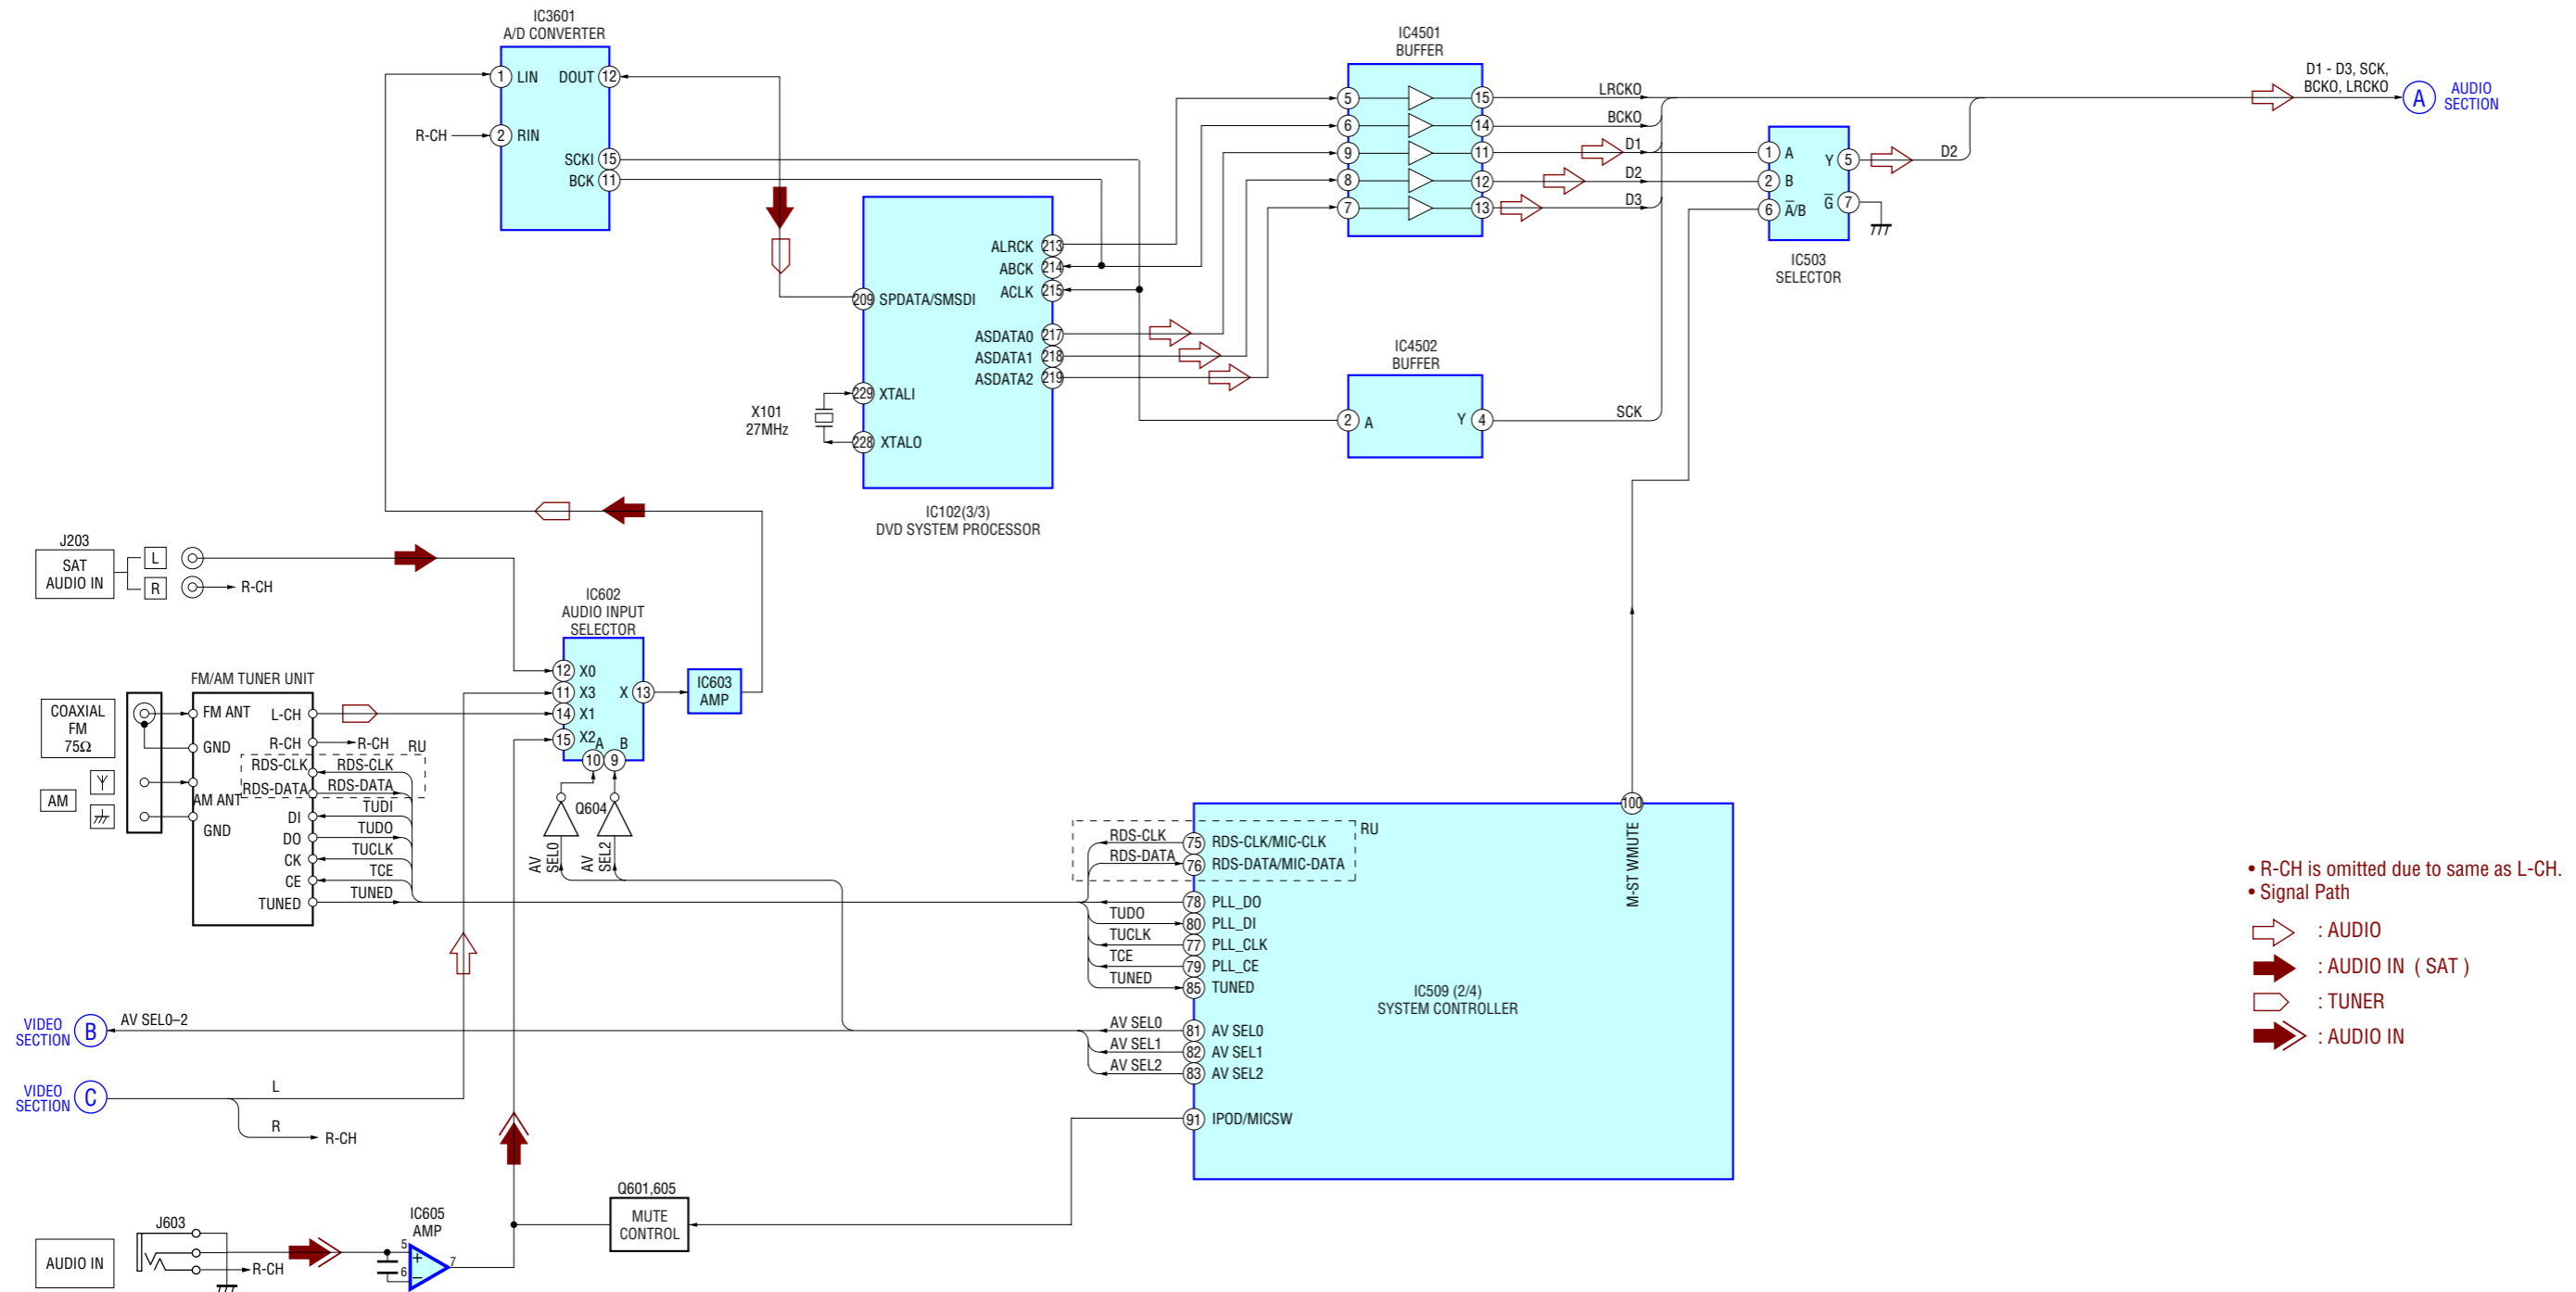 IC3601
A/D CONVERTER
1 LIN DOUT 12
R-CH 2 RIN
SCKI 15
BCK 11
IC4501
BUFFER
5 15 LRCKO
6 14 BCKO
9 11 D1
8 12 D2
7 13 D3
D1 - D3, SCK,
BCKO, LRCKO
A AUDIO
SECTION
1 A Y 5 D2
2 B
6 A/B G 7
IC503
SELECTOR
ALRCK 213
ABCK 214
ACLK 215
209 SPDATA/SMSDI
ASDATA0 217
ASDATA1 218
ASDATA2 219
229 XTALI
228 XTALO
X101
27MHz
IC102(3/3)
DVD SYSTEM PROCESSOR
IC4502
BUFFER
2 A Y 4 SCK
J203
SAT
AUDIO IN
L
R R-CH
IC602
AUDIO INPUT
SELECTOR
12 X0
11 X3 X 13
14 X1
15 X2
A B
10 9
IC603
AMP
Q604
AV
SEL0
AV
SEL2
FM/AM TUNER UNIT
COAXIAL
FM
75Ω
AM
FM ANT L-CH
GND R-CH R-CH
RU
RDS-CLK RDS-CLK
RDS-DATA RDS-DATA
AM ANT
GND
DI TUDI
DO TUDO
CK TUCLK
CE TCE
TUNED TUNED
RU
RDS-CLK 75 RDS-CLK/MIC-CLK
RDS-DATA 76 RDS-DATA/MIC-DATA
78 PLL_DO
TUDO 80 PLL_DI
TUCLK 77 PLL_CLK
TCE 79 PLL_CE
TUNED 85 TUNED
AV SEL0 81 AV SEL0
AV SEL1 82 AV SEL1
AV SEL2 83 AV SEL2
91 IPOD/MICSW
100
M-ST WMUTE
IC509 (2/4)
SYSTEM CONTROLLER
VIDEO
SECTION B AV SEL0–2
VIDEO
SECTION C L
R R-CH
Q601,605
MUTE
CONTROL
AUDIO IN
J603
R-CH
IC605
AMP
5 +
6 –
7
• R-CH is omitted due to same as L-CH.
• Signal Path
: AUDIO
: AUDIO IN ( SAT )
: TUNER
: AUDIO IN